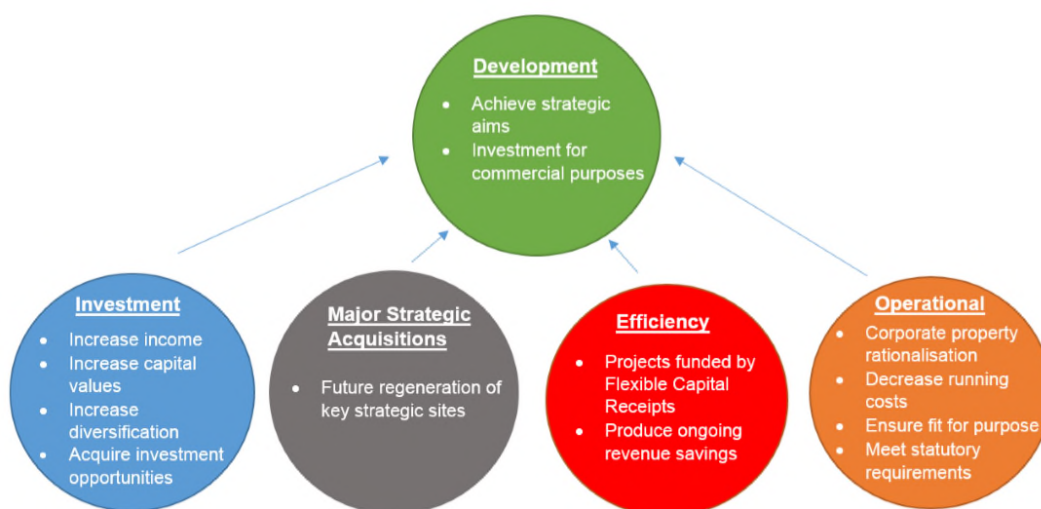 Development
• Achieve strategic
aims
• Investment for
commercial purposes
Investment
• Increase income
• Increase capital
values
• Increase
diversification
• Acquire investment
opportunities
Major Strategic
Acquisitions
• Future regeneration of
key strategic sites
Efficiency
• Projects funded by
Flexible Capital
Receipts
• Produce ongoing
revenue savings
Operational
• Corporate property
rationalisation
• Decrease running
costs
• Ensure fit for purpose
• Meet statutory
requirements